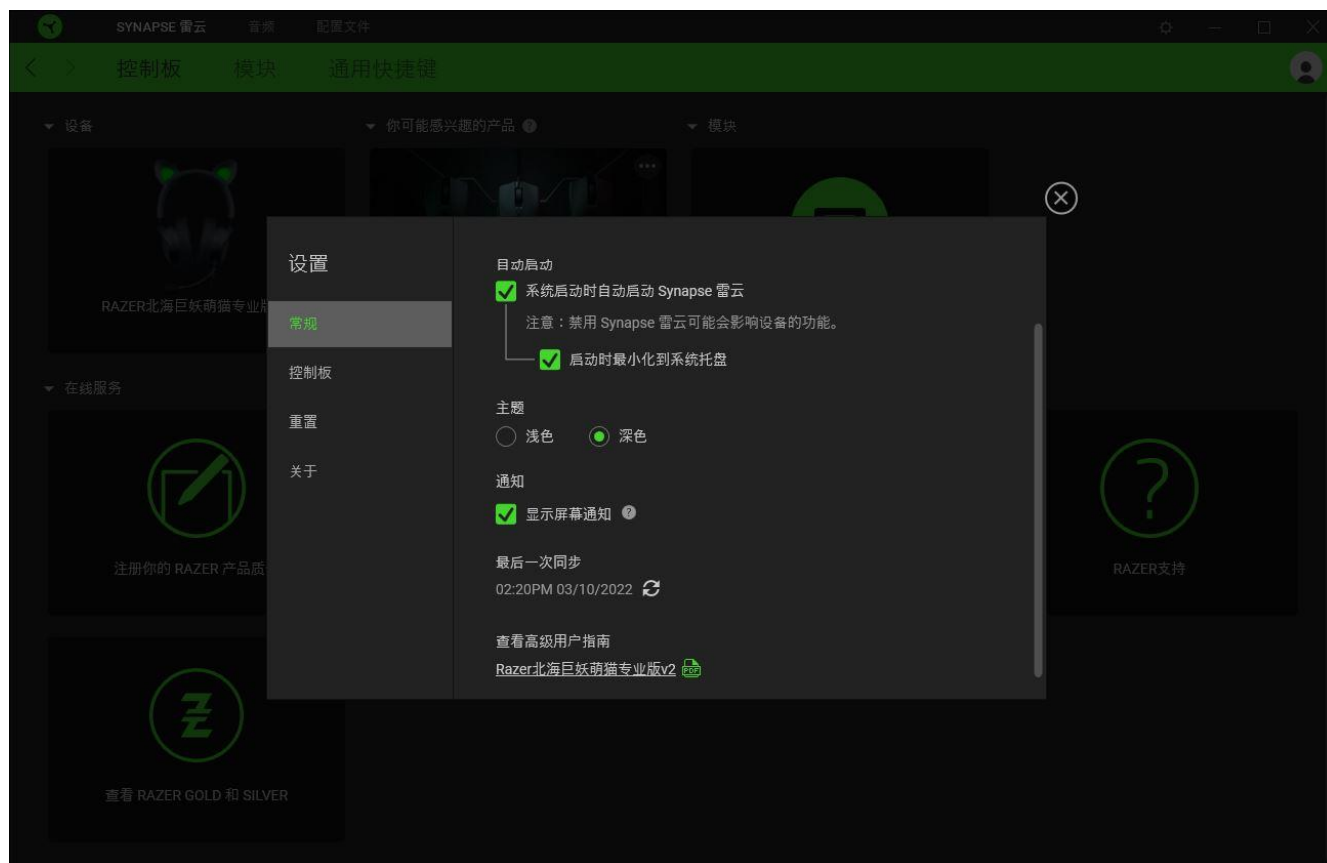 SYNAPSE 雷云
音频
配置文件
控制板
模块
通用快捷键
设备
你可能感兴趣的产品
模块
RAZER北海巨妖萌猫专业版
在线服务
注册你的 RAZER 产品质
RAZER支持
查看 RAZER GOLD 和 SILVER
设置
常规
控制板
重置
关于
自动启动
系统启动时自动启动 Synapse 雷云
注意：禁用 Synapse 雷云可能会影响设备的功能。
启动时最小化到系统托盘
主题
浅色
深色
通知
显示屏幕通知
最后一次同步
02:20PM 03/10/2022
查看高级用户指南
Razer北海巨妖萌猫专业版v2
PDF